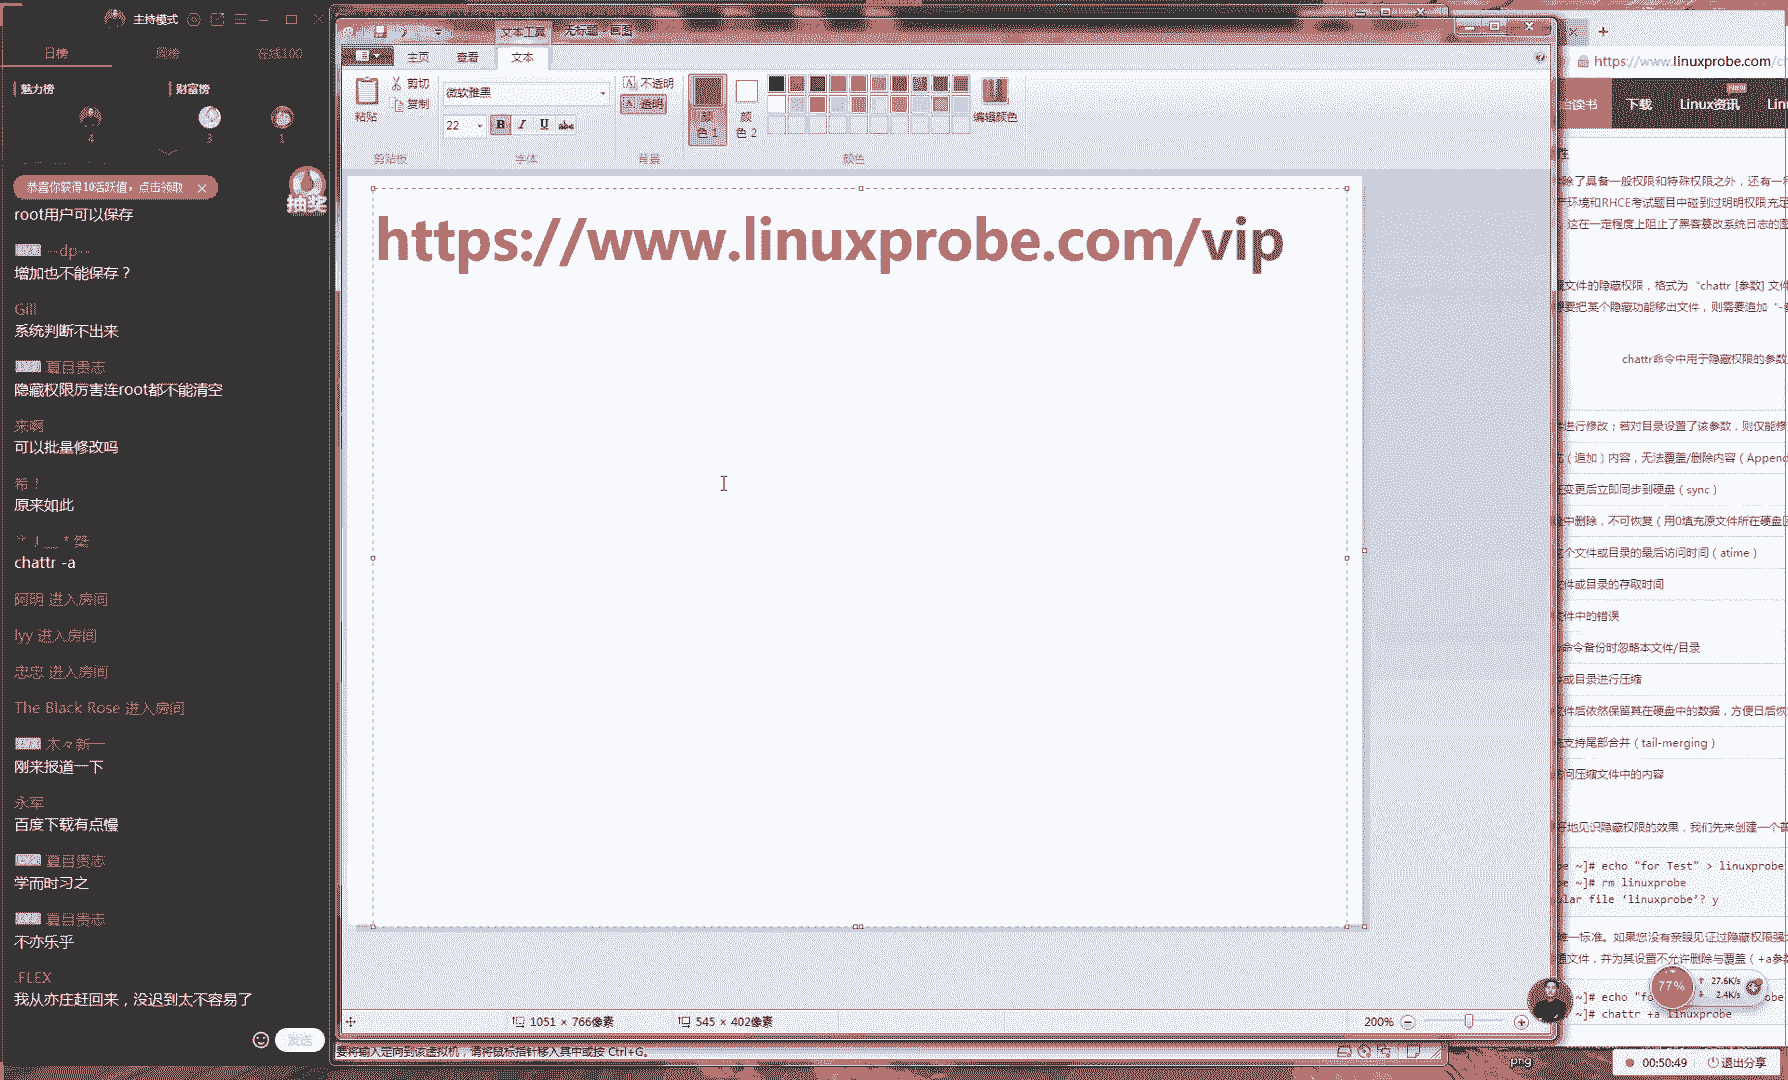 主持模式
日榜
周榜
在线100
魅力榜
财富榜
4
3
1
恭喜你获得10活跃值，点击领取
抽奖
root用户可以保存
--dp--
增加也不能保存？
Gill
系统判断不出来
夏目贵志
隐藏权限厉害连root都不能清空
来啊
可以批量修改吗
希！
原来如此
chattr -a
阿明 进入房间
lyy 进入房间
忠忠 进入房间
The Black Rose 进入房间
木々新一
刚来报道一下
永军
百度下载有点慢
夏目贵志
学而时习之
夏目贵志
不亦乐乎
.FLEX
我从亦庄赶回来，没迟到太不容易了
发送
文本工具
无标题 - 画图
主页
查看
文本
粘贴
剪切
复制
剪贴板
微软雅黑
22
B I U abc
字体
不透明
透明
背景
颜色 1
颜色 2
编辑颜色
颜色
https://www.linuxprobe.com/vip
1051 × 766像素
545 × 402像素
200%
要将输入定向到该虚拟机，请将鼠标指针移入其中或按 Ctrl+G。
https://www.linuxprobe.com/c
读书
下载
Linux资讯
NEW
Lin
性
除了具备一般权限和特殊权限之外，还有一种
环境和RHCE考试题目中碰到过明明权限充足
，这在一定程度上阻止了黑客篡改系统日志的图
文件的隐藏权限，格式为“chattr [参数] 文件
要把某个隐藏功能移出文件，则需要追加“-参
chattr命令中用于隐藏权限的参数
进行修改；若对目录设置了该参数，则仅能修
（追加）内容，无法覆盖/删除内容（Append
变更后立即同步到硬盘（sync）
中删除，不可恢复（用0填充原文件所在硬盘区
个文件或目录的最后访问时间（atime）
件或目录的存取时间
文件中的错误
命令备份时忽略本文件/目录
或目录进行压缩
件后依然保留其在硬盘中的数据，方便日后恢
支持尾部合并（tail-merging）
问压缩文件中的内容
好地见识隐藏权限的效果，我们先来创建一个普
be ~]# echo "for Test" > linuxprobe
be ~]# rm linuxprobe
lar file 'linuxprobe'? y
唯一标准。如果您没有亲眼见证过隐藏权限强大
通文件，并为其设置不允许删除与覆盖（+a参数
~]# echo "fo
obe
~]# chattr +a linuxprobe
77%
27.6K/s
2.4K/s
png
00:50:49
退出分享